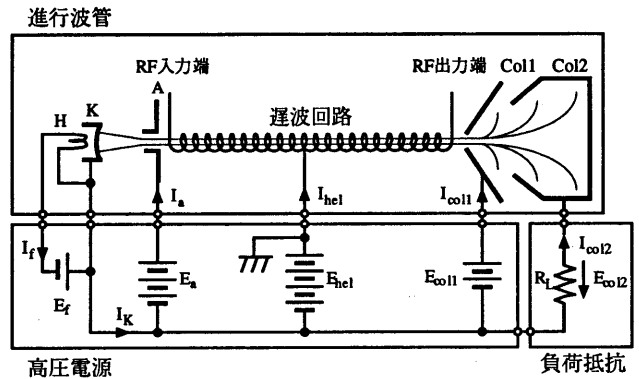 進行波管
RF入力端
RF出力端
Col1
Col2
A
H
K
遅波回路
Ia
Ihel
Icol1
If
Ef
Ea
Ehel
Ecol1
Icol2
RL
Ecol2
IK
高圧電源
負荷抵抗